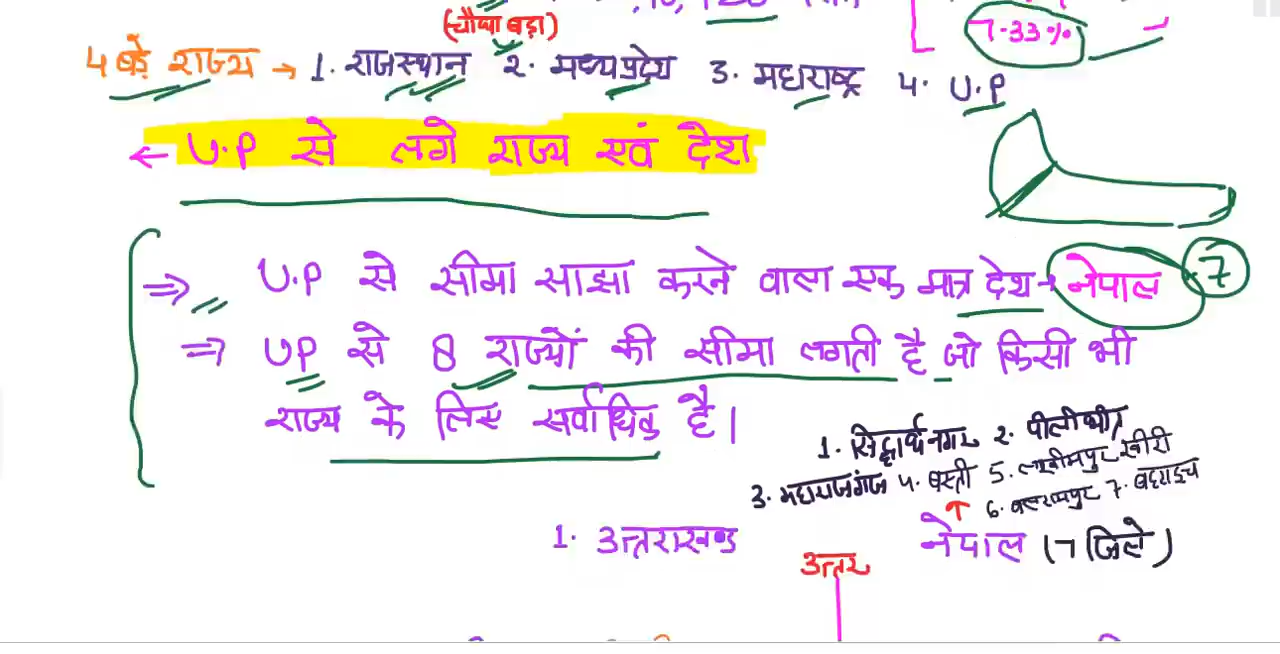 (चौथा बड़ा)
7.33%
4 बड़े राज्य → 1. राजस्थान 2. मध्यप्रदेश 3. महाराष्ट्र 4. U.P
← U.P से लगे राज्य एवं देश
⇒ U.P से सीमा साझा करने वाला एक मात्र देश → नेपाल 7
⇒ UP से 8 राज्यों की सीमा लगती है जो किसी भी
राज्य के लिए सर्वाधिक है।
1. सिद्धार्थनगर 2. पीलीभीत
3. महाराजगंज 4. बस्ती 5. लखीमपुर खीरी
6. बलरामपुर 7. बहराइच
1. उत्तराखण्ड नेपाल (7 जिले)
उत्तर